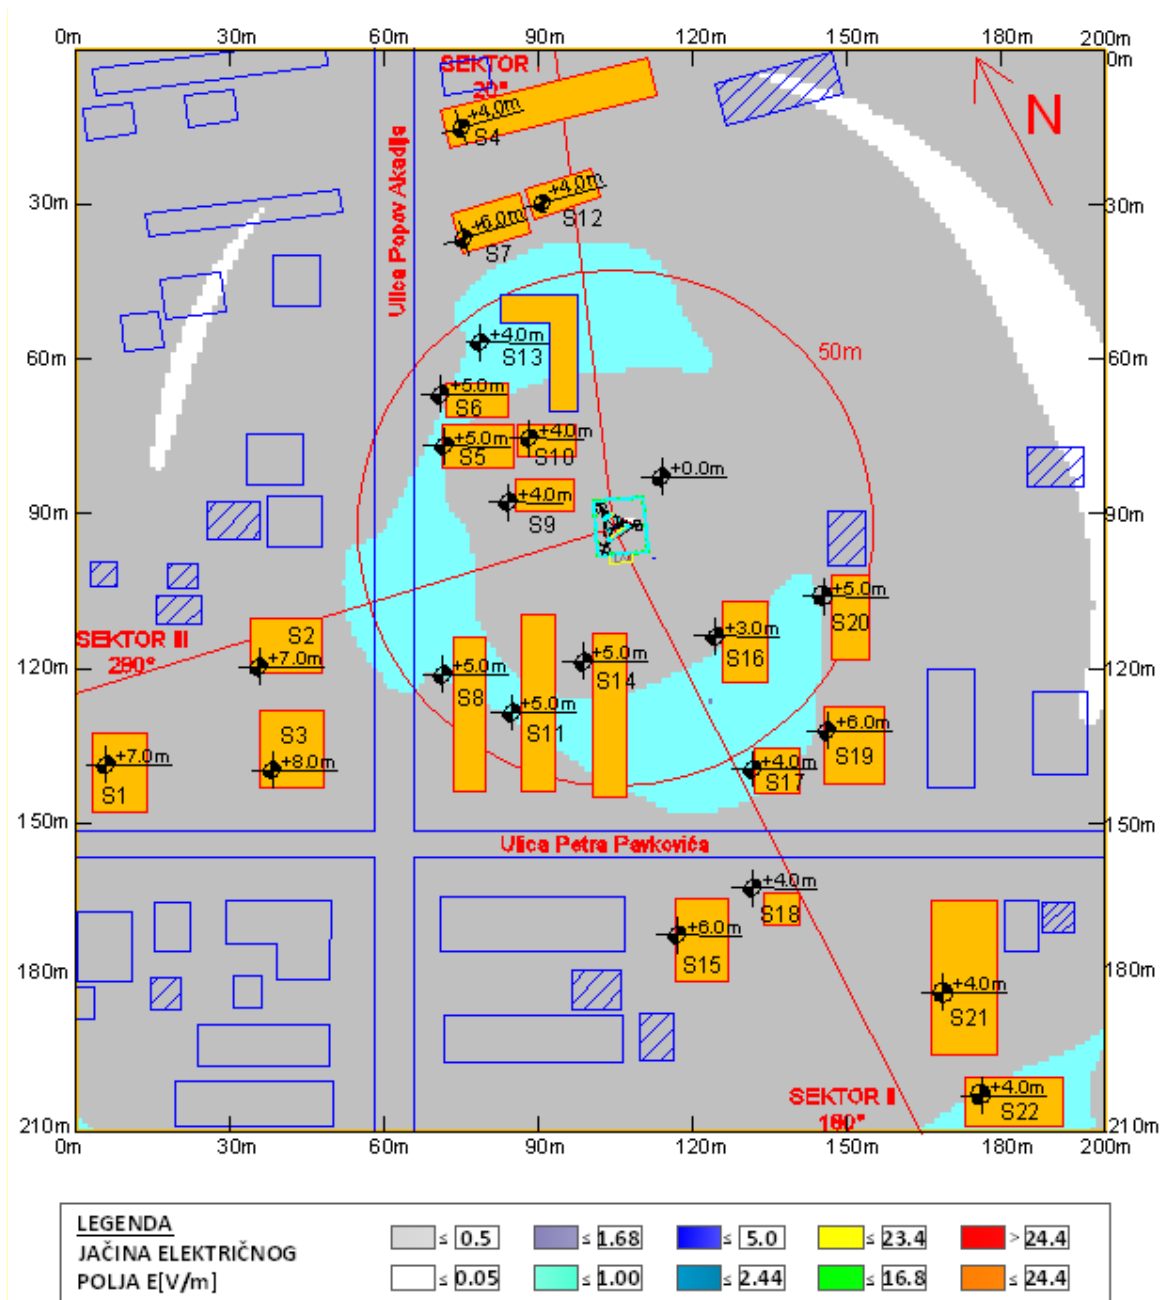 0m 30m 60m 90m 120m 150m 180m 200m
0m
SEKTOR I
20°
N
+4.0m
S4
Ulica Popov Akadija
30m
+4.0m
S12
+6.0m
S7
30m
+4.0m
S13
50m
60m
60m
+5.0m
S6
+5.0m
S5
+4.0m
S10
+0.0m
90m
+4.0m
S9
90m
+5.0m
S20
SEKTOR III
290°
S2
+7.0m
+3.0m
S16
120m
+5.0m
S8
+5.0m
S14
120m
+5.0m
S11
S3
+8.0m
+6.0m
S19
+7.0m
S1
+4.0m
S17
150m
150m
Ulica Petra Pavkovića
+4.0m
S18
+6.0m
S15
180m
180m
+4.0m
S21
SEKTOR II
+4.0m
S22
210m
210m
0m 30m 60m 90m 120m 150m 180m 200m
LEGENDA
JAČINA ELEKTRIČNOG
POLJA E[V/m]
≤ 0.5 ≤ 1.68 ≤ 5.0 ≤ 23.4 > 24.4
≤ 0.05 ≤ 1.00 ≤ 2.44 ≤ 16.8 ≤ 24.4